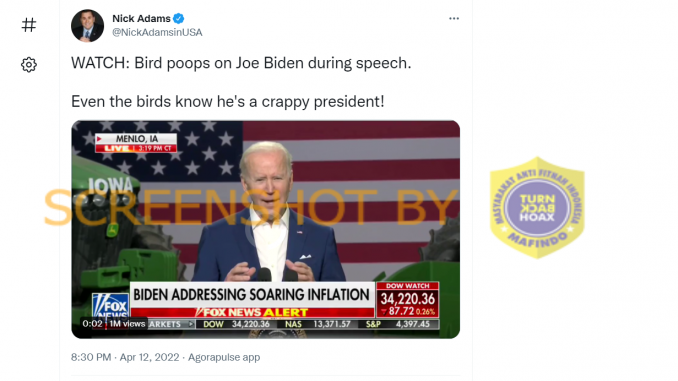 #
Nick Adams
@NickAdamsinUSA
WATCH: Bird poops on Joe Biden during speech.
Even the birds know he's a crappy president!
MENLO, IA
LIVE 3:19 PM CT
IOWA
SCREENSHOT BY
MASYARAKAT ANTI FITNAH INDONESIA
TURN
BACK
HOAX
MAFINDO
BIDEN ADDRESSING SOARING INFLATION
FOX NEWS ALERT
FOX
NEWS
DOW WATCH
34,220.36
87.72 0.26%
0:02 1M views
ARKETS DOW 34,220.36 NAS 13,371.57 S&P 4,397.45
8:30 PM · Apr 12, 2022 · Agorapulse app